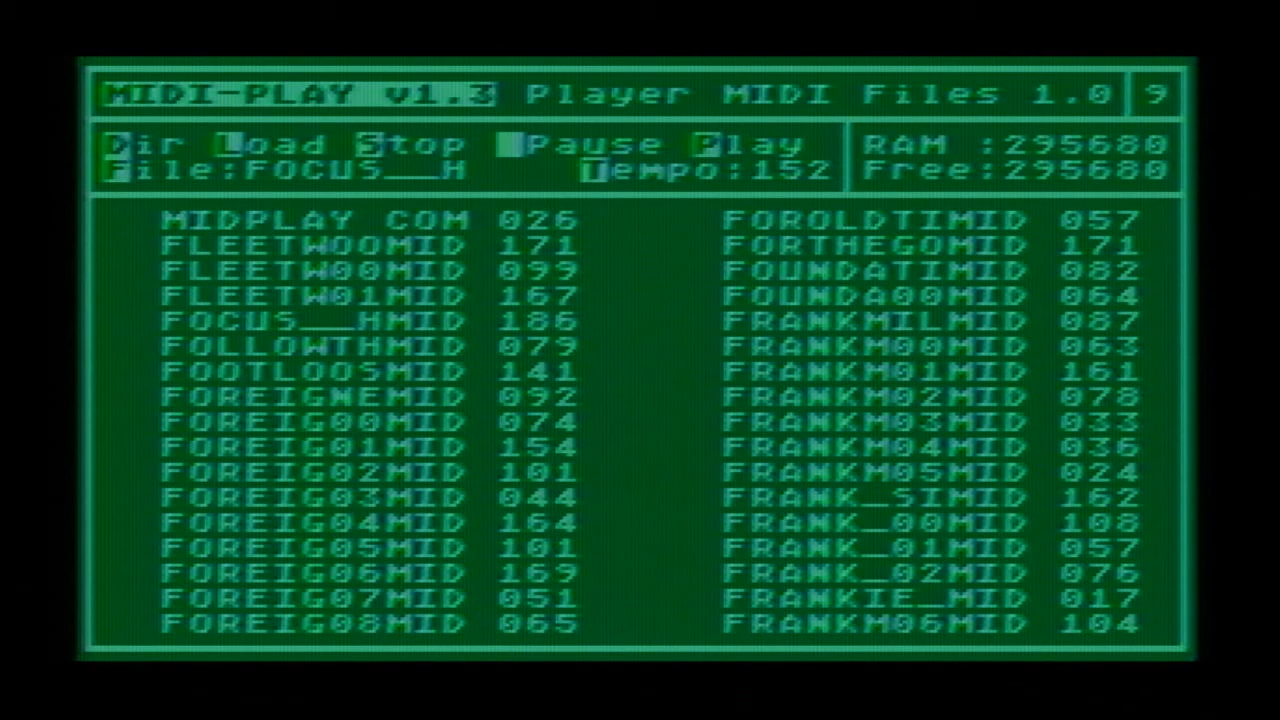 MIDI-PLAY v1.3 Player MIDI Files 1.0 9
Dir Load Stop Pause Play RAM :295680
File:FOCUS__H Tempo:152 Free:295680
MIDPLAY COM 026 FOROLDTIMID 057
FLEETWOOMID 171 FORTHEGOMID 171
FLEETW00MID 099 FOUNDATIMID 082
FLEETW01MID 167 FOUNDA00MID 064
FOCUS__HMID 186 FRANKMILMID 087
FOLLOWTHMID 079 FRANKM00MID 063
FOOTLOOSMID 141 FRANKM01MID 161
FOREIGNEMID 092 FRANKM02MID 078
FOREIG00MID 074 FRANKM03MID 033
FOREIG01MID 154 FRANKM04MID 036
FOREIG02MID 101 FRANKM05MID 024
FOREIG03MID 044 FRANK_SIMID 162
FOREIG04MID 164 FRANK_00MID 108
FOREIG05MID 101 FRANK_01MID 057
FOREIG06MID 169 FRANK_02MID 076
FOREIG07MID 051 FRANKIE_MID 017
FOREIG08MID 065 FRANKM06MID 104